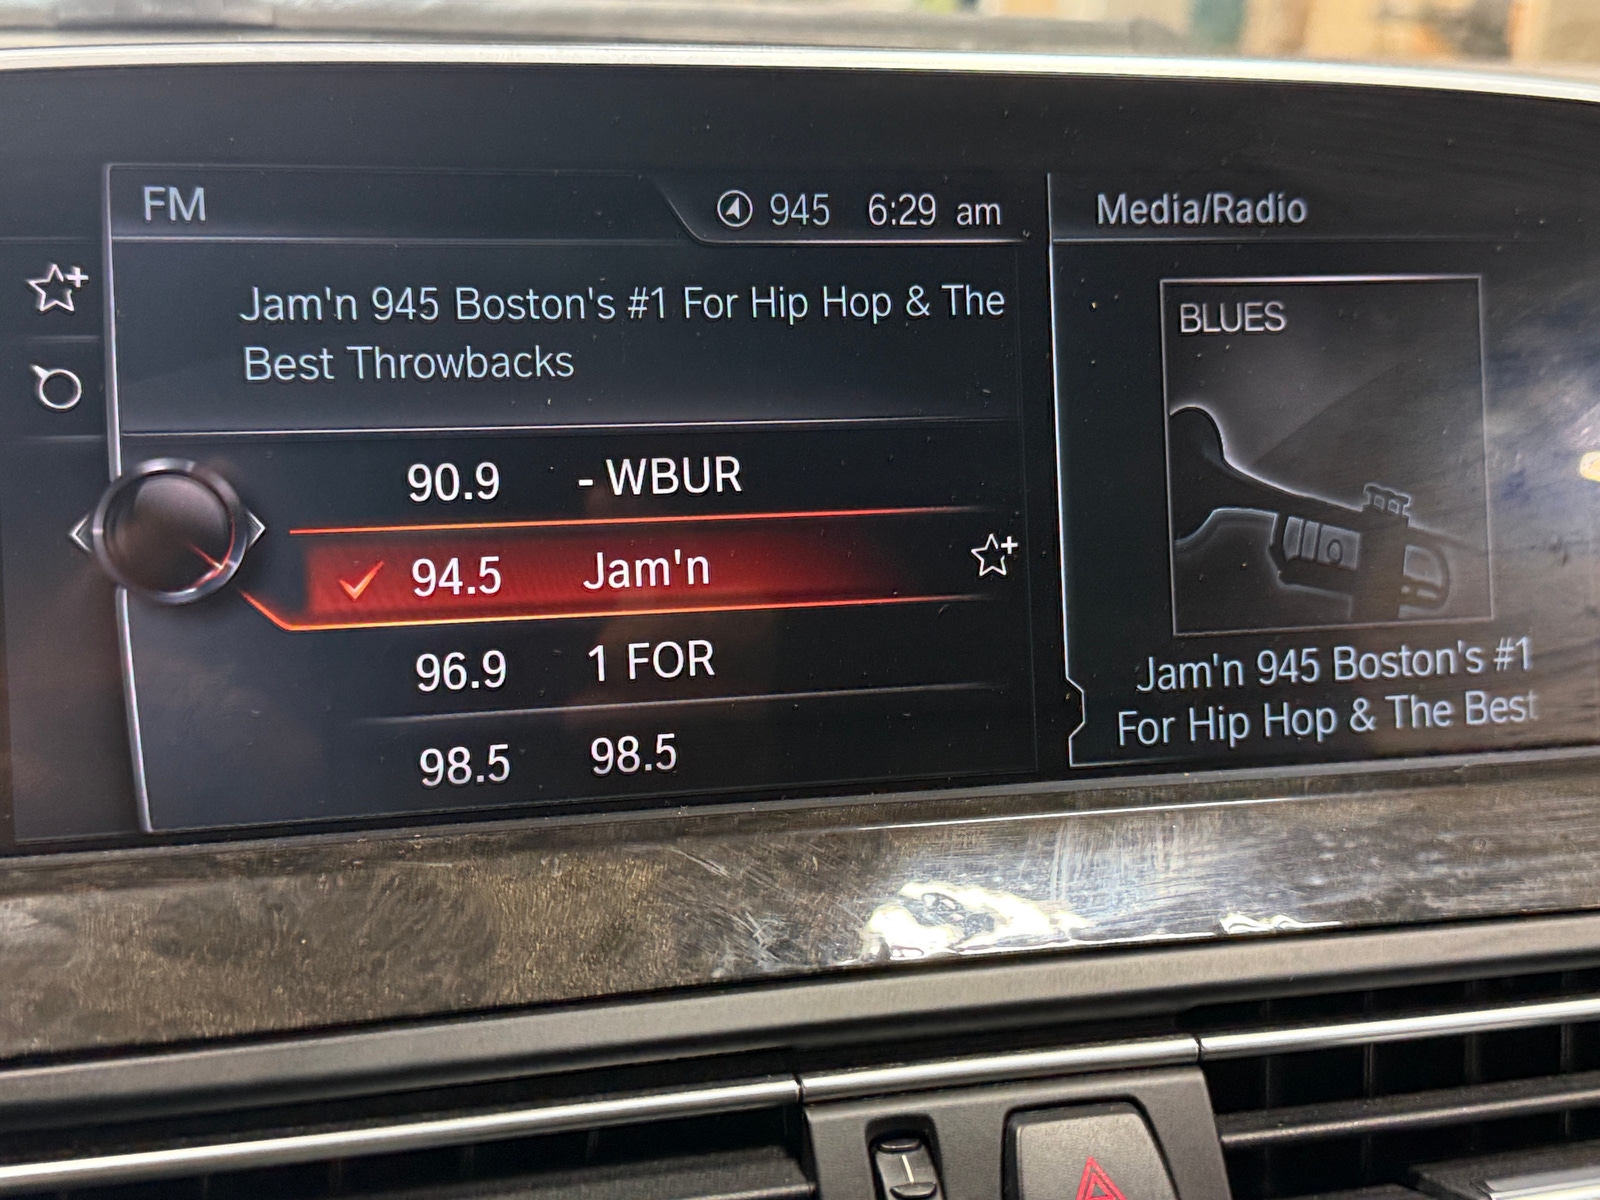 FM
945 6:29 am
Media/Radio
Jam'n 945 Boston's #1 For Hip Hop & The
Best Throwbacks
90.9 - WBUR
94.5 Jam'n
96.9 1 FOR
98.5 98.5
BLUES
Jam'n 945 Boston's #1
For Hip Hop & The Best